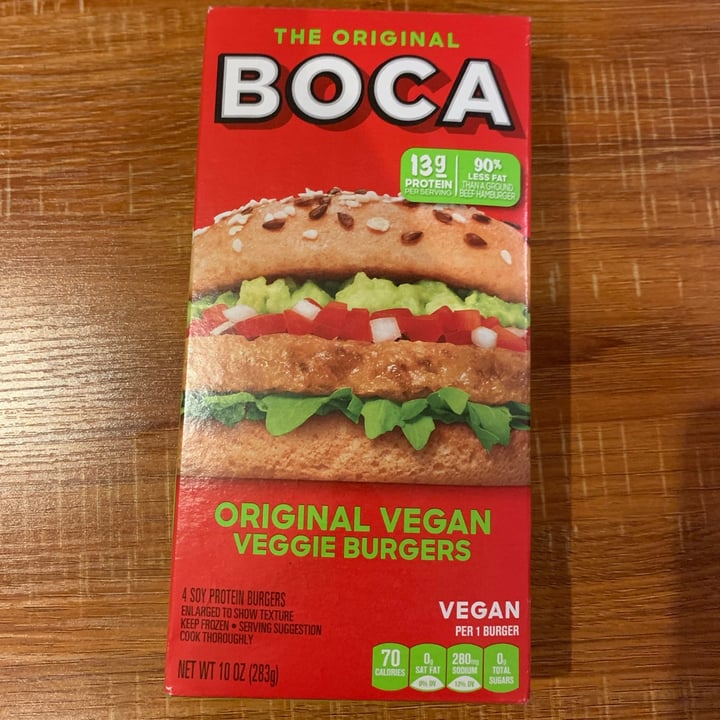 THE ORIGINAL
BOCA
13g
PROTEIN
PER SERVING
90%
LESS FAT
THAN A GROUND
BEEF HAMBURGER
ORIGINAL VEGAN
VEGGIE BURGERS
4 SOY PROTEIN BURGERS
ENLARGED TO SHOW TEXTURE
KEEP FROZEN • SERVING SUGGESTION
COOK THOROUGHLY
NET WT 10 OZ (283g)
VEGAN
PER 1 BURGER
70
CALORIES
0g
SAT FAT
0% DV
280mg
SODIUM
12% DV
0g
TOTAL
SUGARS